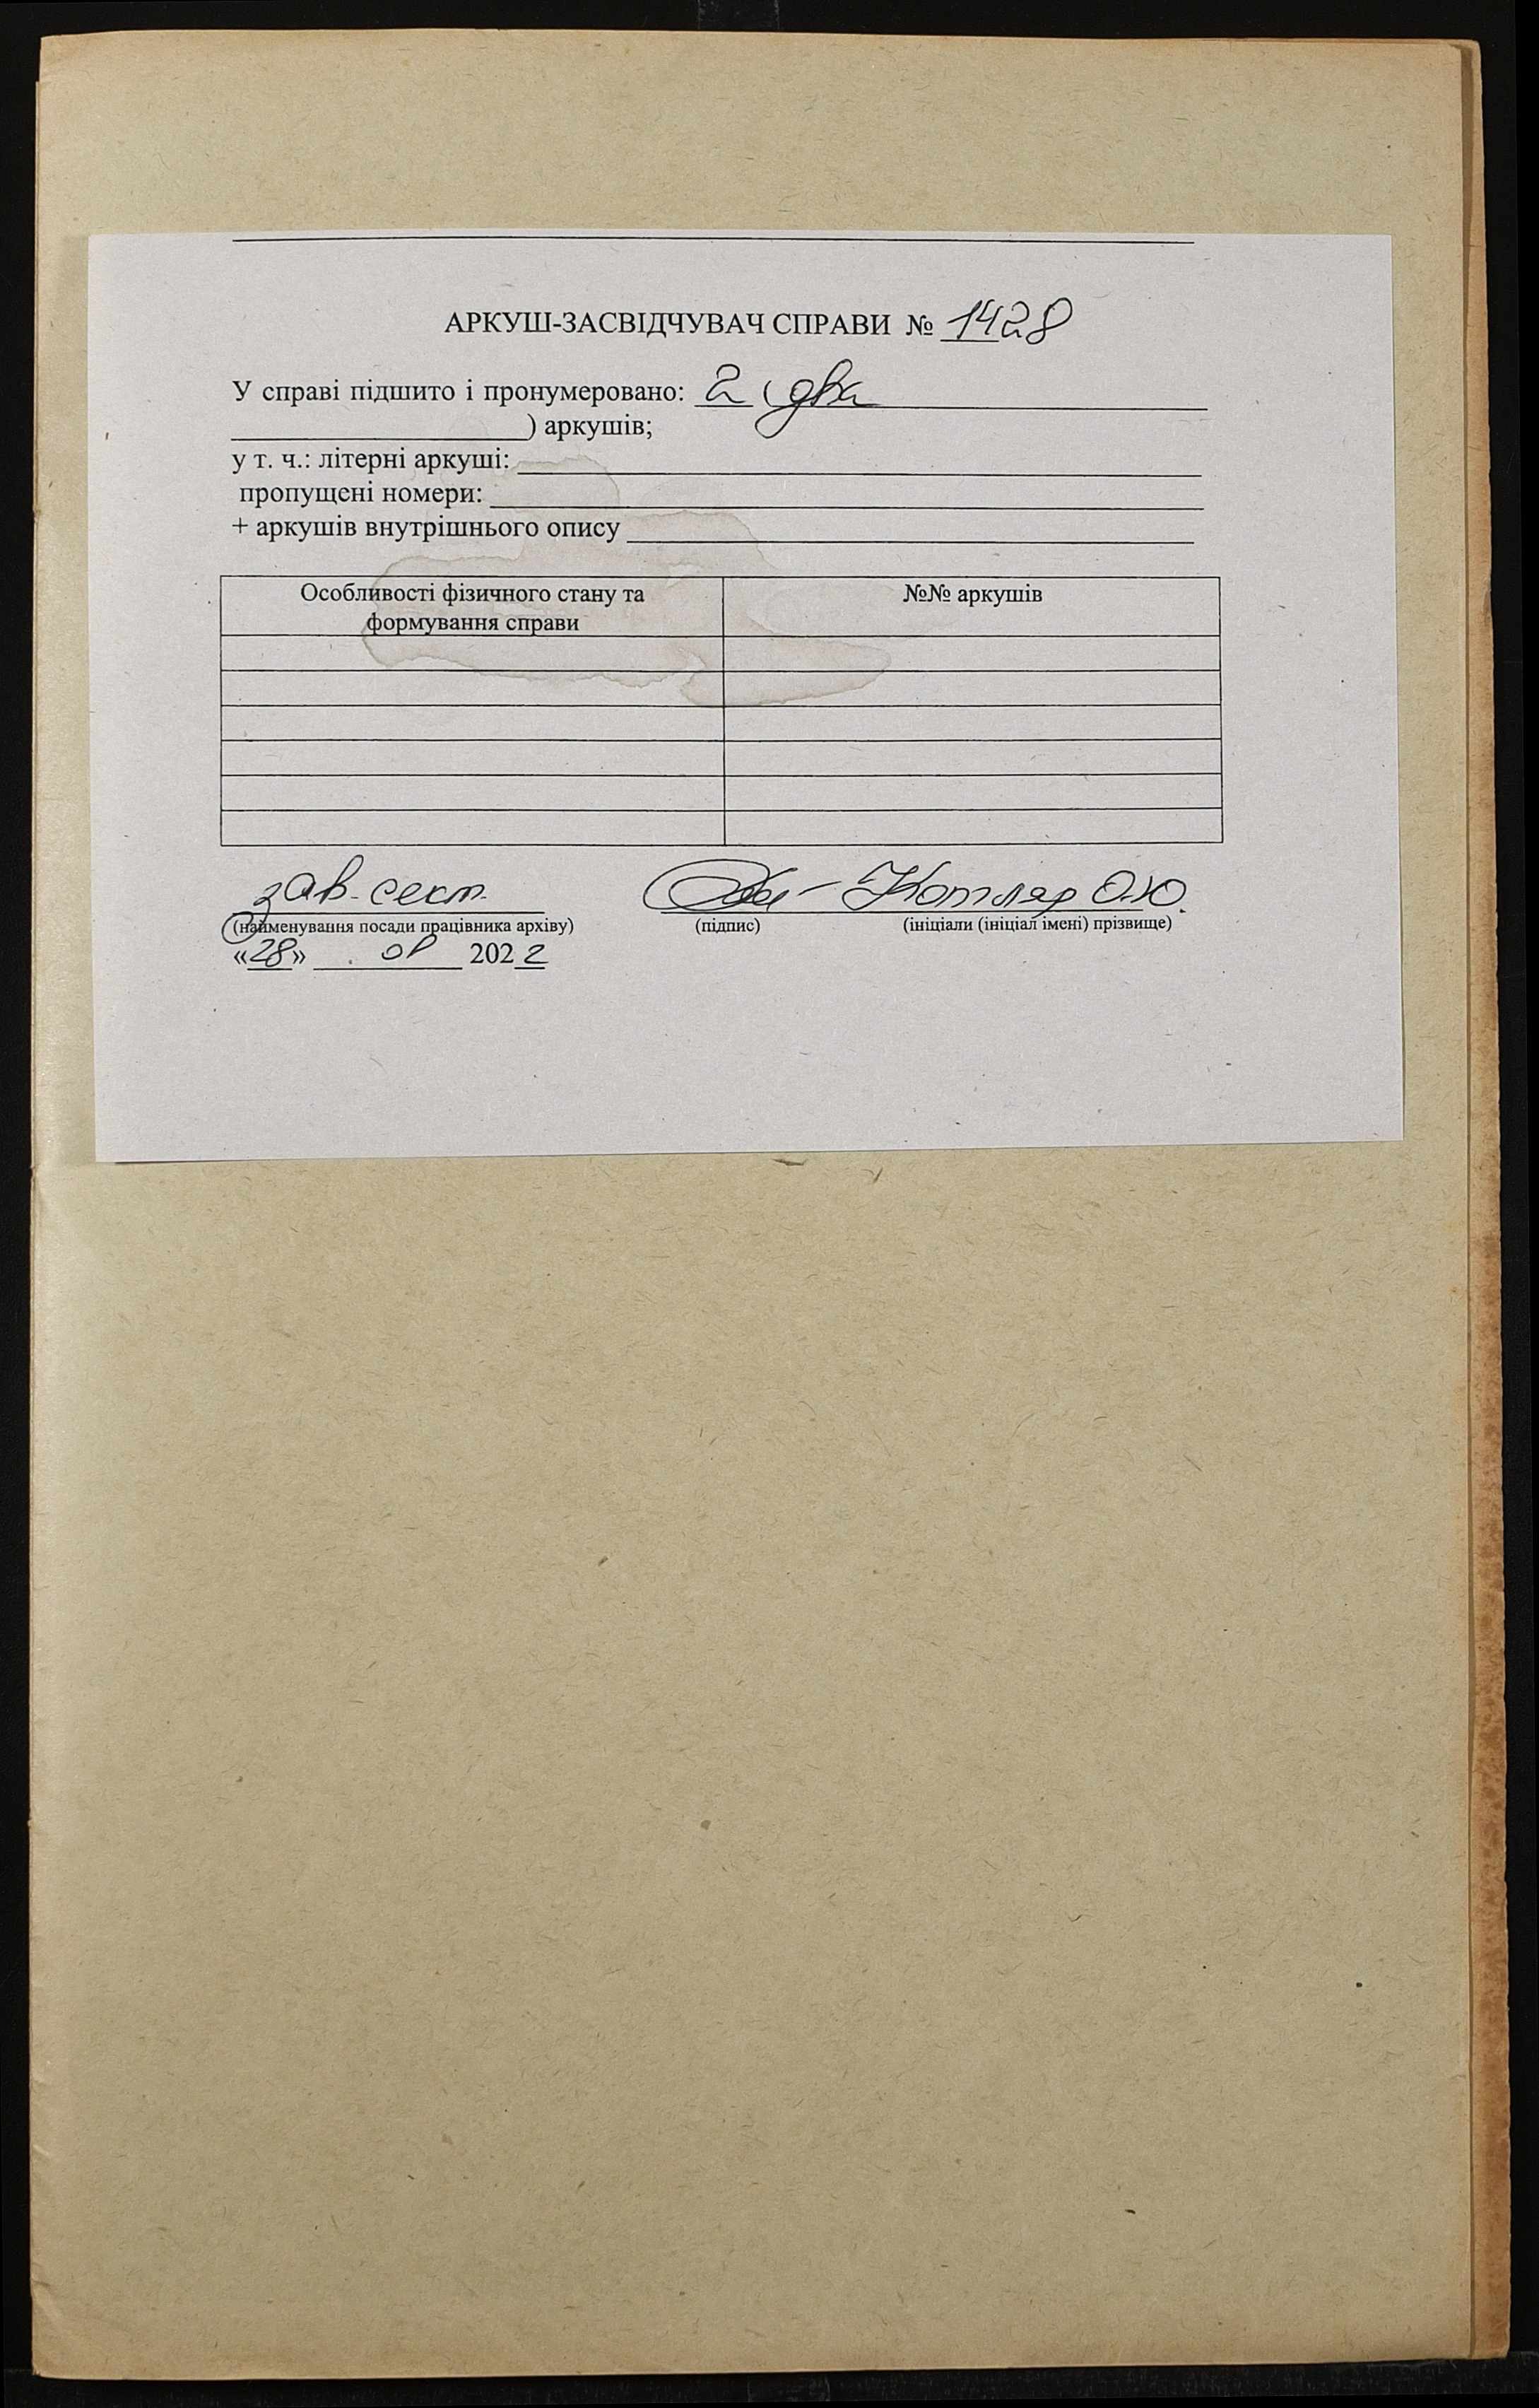 АРКУШ-ЗАСВІДЧУВАЧ СПРАВИ № 1428
У справі підшито і пронумеровано: 2 (два
) аркушів;
у т. ч.: літерні аркуші:
пропущені номери:
+ аркушів внутрішнього опису
Особливості фізичного стану та формування справи
№№ аркушів
зав. сект. Котляр О.Ю.
(найменування посади працівника архіву) (підпис) (ініціали (ініціал імені) прізвище)
«28» 2022